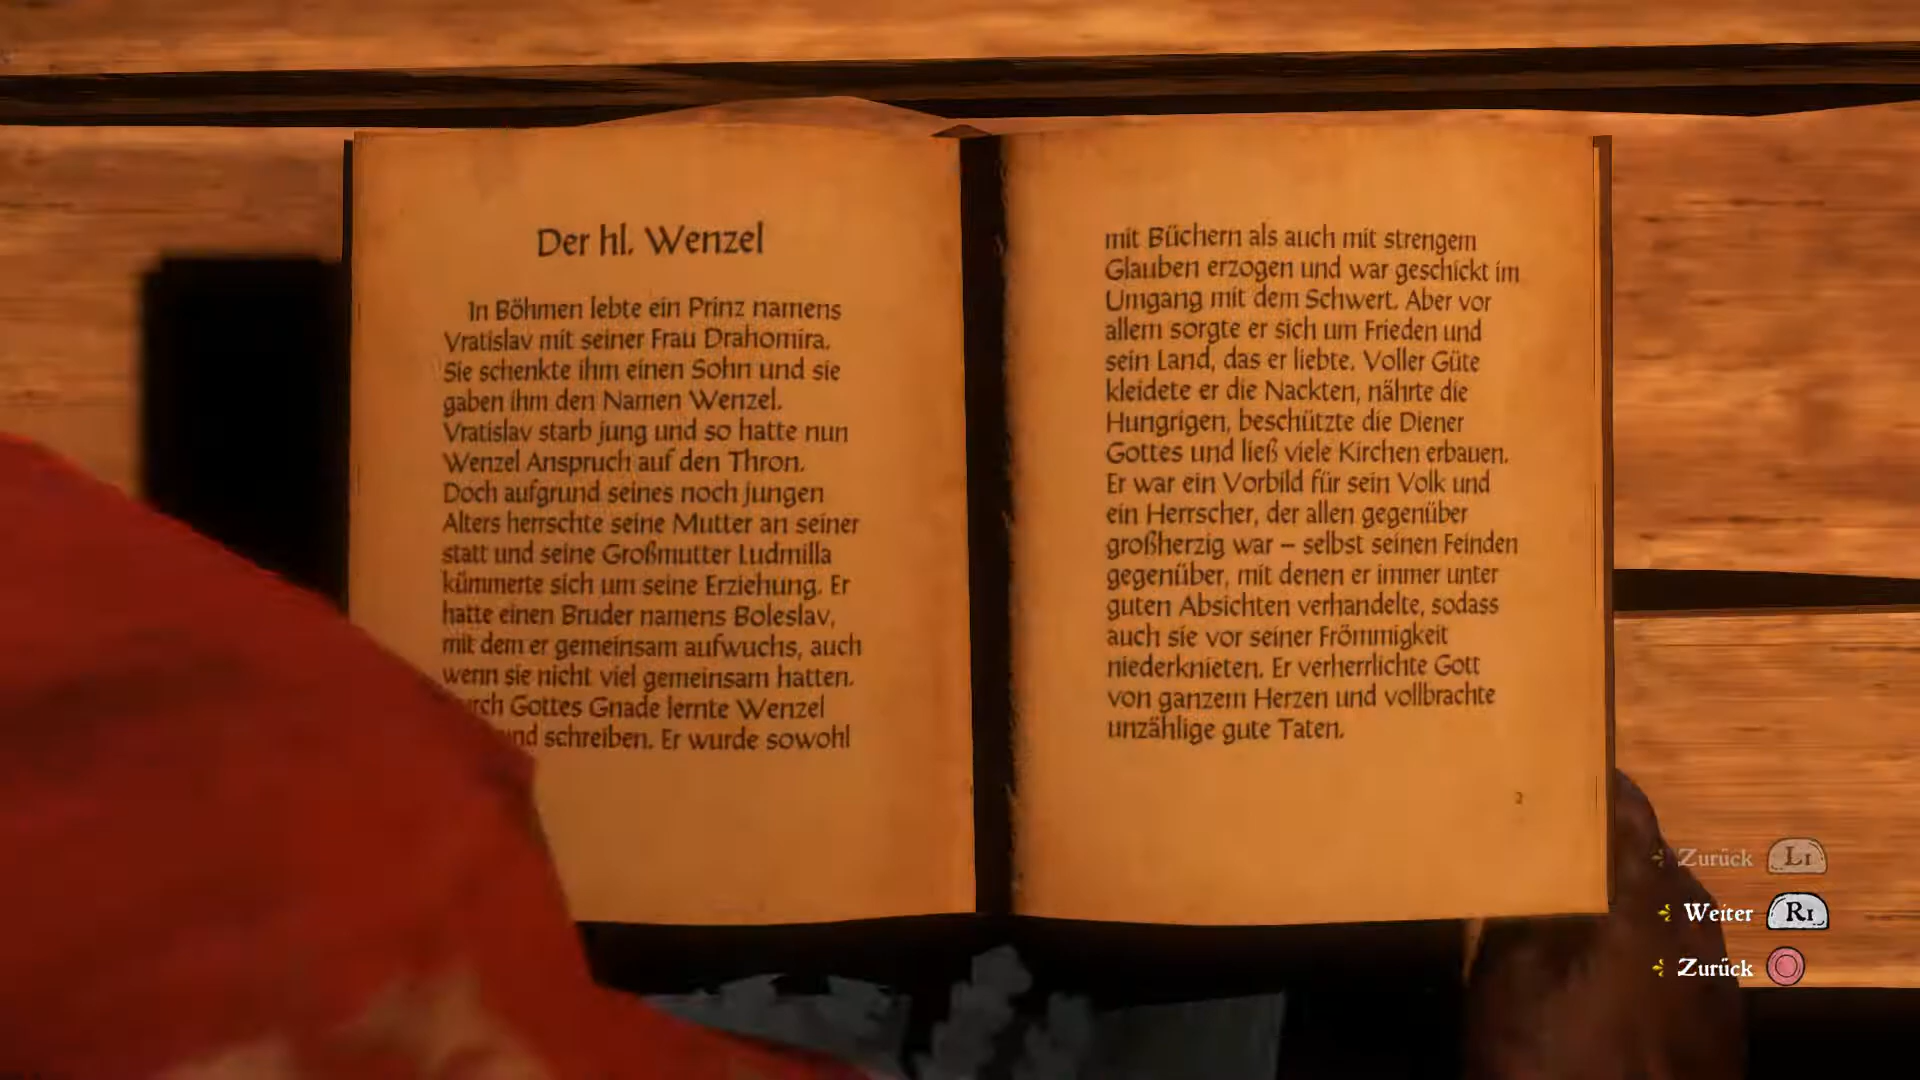 Der hl. Wenzel
In Böhmen lebte ein Prinz namens
Vratislav mit seiner Frau Drahomira.
Sie schenkte ihm einen Sohn und sie
gaben ihm den Namen Wenzel.
Vratislav starb jung und so hatte nun
Wenzel Anspruch auf den Thron.
Doch aufgrund seines noch jungen
Alters herrschte seine Mutter an seiner
statt und seine Großmutter Ludmilla
kümmerte sich um seine Erziehung. Er
hatte einen Bruder namens Boleslav,
mit dem er gemeinsam aufwuchs, auch
wenn sie nicht viel gemeinsam hatten.
Gottes Gnade lernte Wenzel
schreiben. Er wurde sowohl
mit Büchern als auch mit strengem
Glauben erzogen und war geschickt im
Umgang mit dem Schwert. Aber vor
allem sorgte er sich um Frieden und
sein Land, das er liebte. Voller Güte
kleidete er die Nackten, nährte die
Hungrigen, beschützte die Diener
Gottes und ließ viele Kirchen erbauen.
Er war ein Vorbild für sein Volk und
ein Herrscher, der allen gegenüber
großherzig war – selbst seinen Feinden
gegenüber, mit denen er immer unter
guten Absichten verhandelte, sodass
auch sie vor seiner Frömmigkeit
niederknieten. Er verherrlichte Gott
von ganzem Herzen und vollbrachte
unzählige gute Taten.
2
Zurück L1
Weiter R1
Zurück